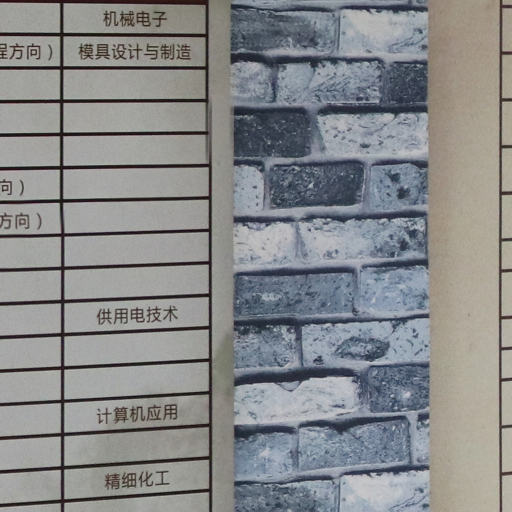 机械电子
程方向） 模具设计与制造
向）
方向）
供用电技术
计算机应用
精细化工